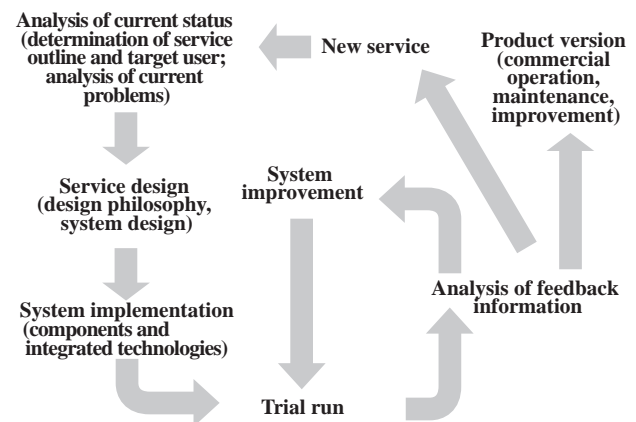 Analysis of current status
(determination of service
outline and target user;
analysis of current
problems)
New service
Product version
(commercial
operation,
maintenance,
improvement)
Service design
(design philosophy,
system design)
System
improvement
System implementation
(components and
integrated technologies)
Analysis of feedback
information
Trial run